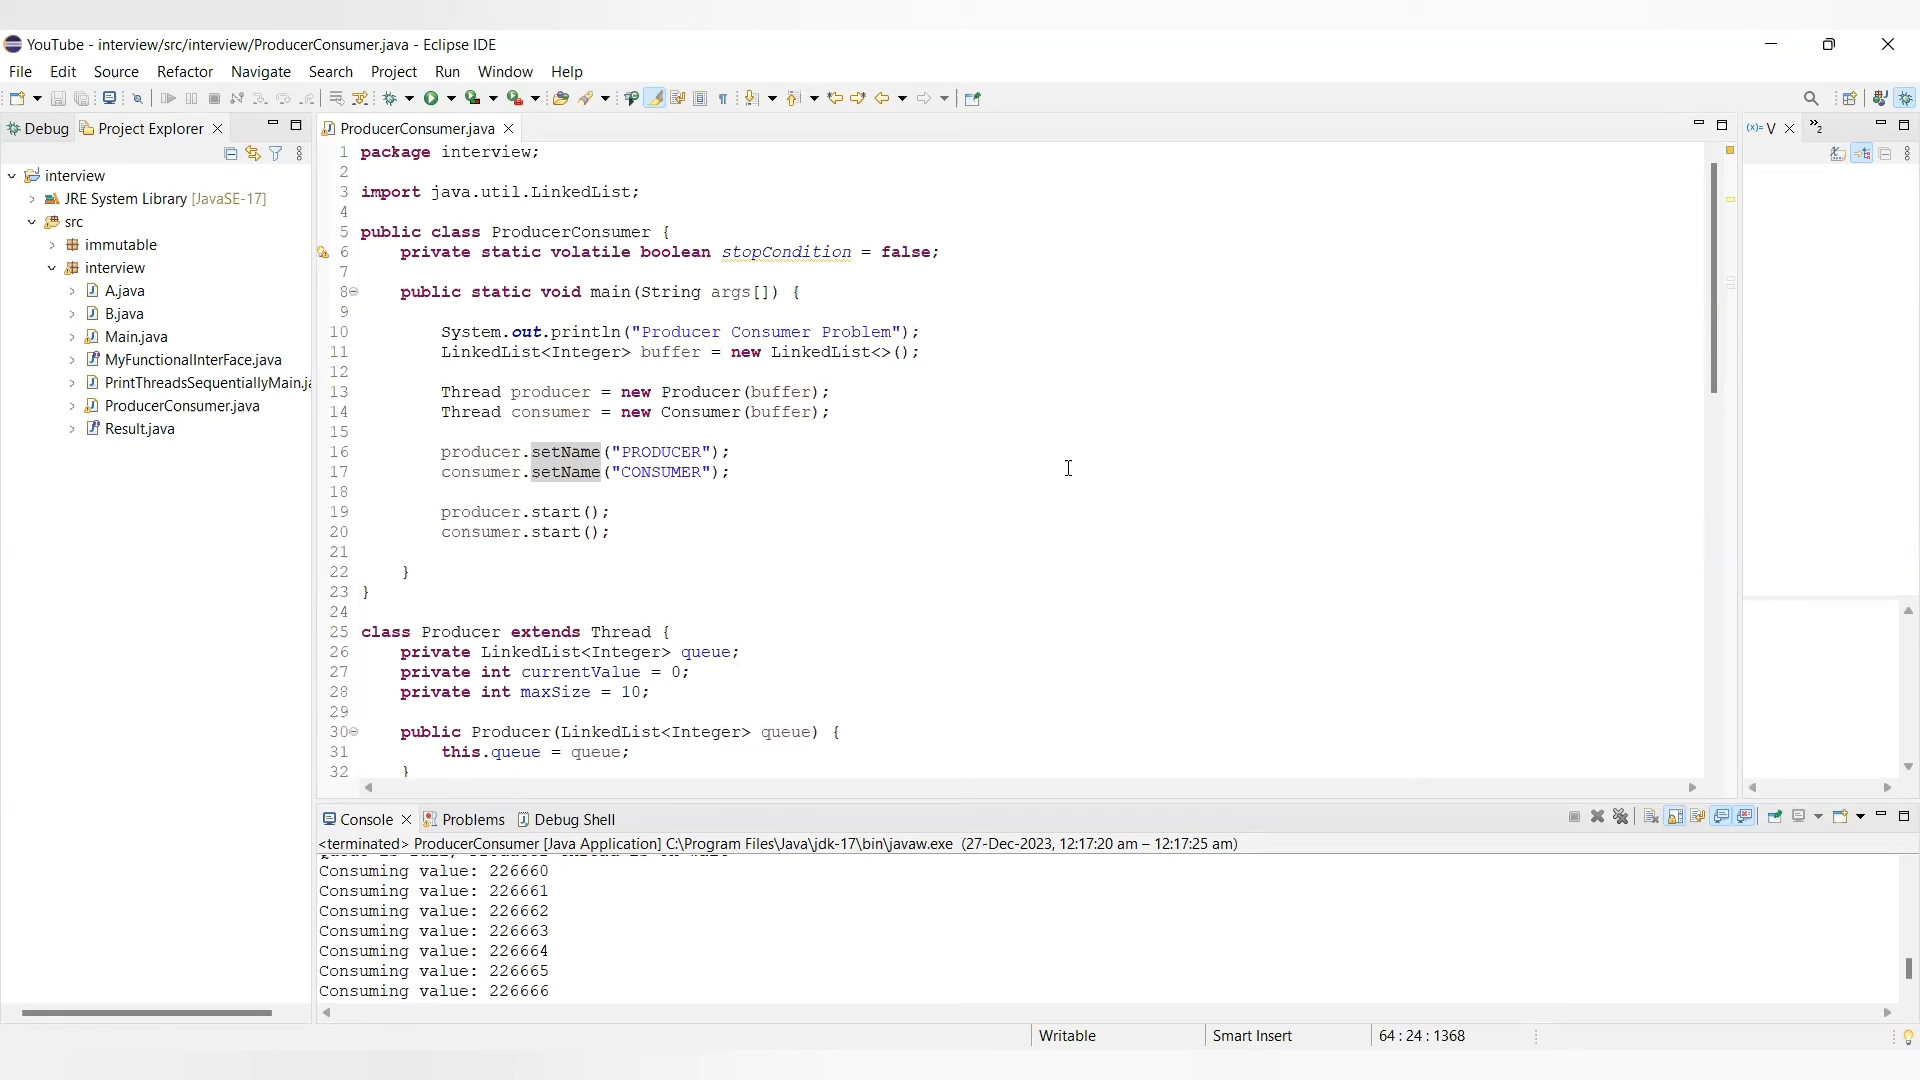 YouTube - interview/src/interview/ProducerConsumer.java - Eclipse IDE
File Edit Source Refactor Navigate Search Project Run Window Help
Debug Project Explorer
interview
JRE System Library [JavaSE-17]
src
immutable
interview
A.java
B.java
Main.java
MyFunctionalInterFace.java
PrintThreadsSequentiallyMain.ja
ProducerConsumer.java
Result.java
ProducerConsumer.java
1 package interview;
2
3 import java.util.LinkedList;
4
5 public class ProducerConsumer {
6 private static volatile boolean stopCondition = false;
7
8 public static void main(String args[]) {
9
10 System.out.println("Producer Consumer Problem");
11 LinkedList<Integer> buffer = new LinkedList<>();
12
13 Thread producer = new Producer(buffer);
14 Thread consumer = new Consumer(buffer);
15
16 producer.setName("PRODUCER");
17 consumer.setName("CONSUMER");
18
19 producer.start();
20 consumer.start();
21
22 }
23 }
24
25 class Producer extends Thread {
26 private LinkedList<Integer> queue;
27 private int currentValue = 0;
28 private int maxSize = 10;
29
30 public Producer(LinkedList<Integer> queue) {
31 this.queue = queue;
32 }
(x)= V
»2
Console Problems Debug Shell
<terminated> ProducerConsumer [Java Application] C:\Program Files\Java\jdk-17\bin\javaw.exe (27-Dec-2023, 12:17:20 am – 12:17:25 am)
Consuming value: 226660
Consuming value: 226661
Consuming value: 226662
Consuming value: 226663
Consuming value: 226664
Consuming value: 226665
Consuming value: 226666
Writable Smart Insert 64 : 24 : 1368